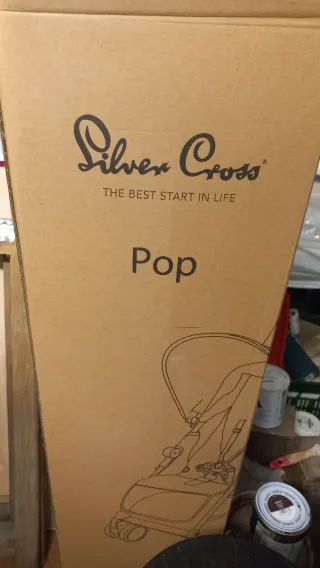 Silver Cross®
THE BEST START IN LIFE
Pop